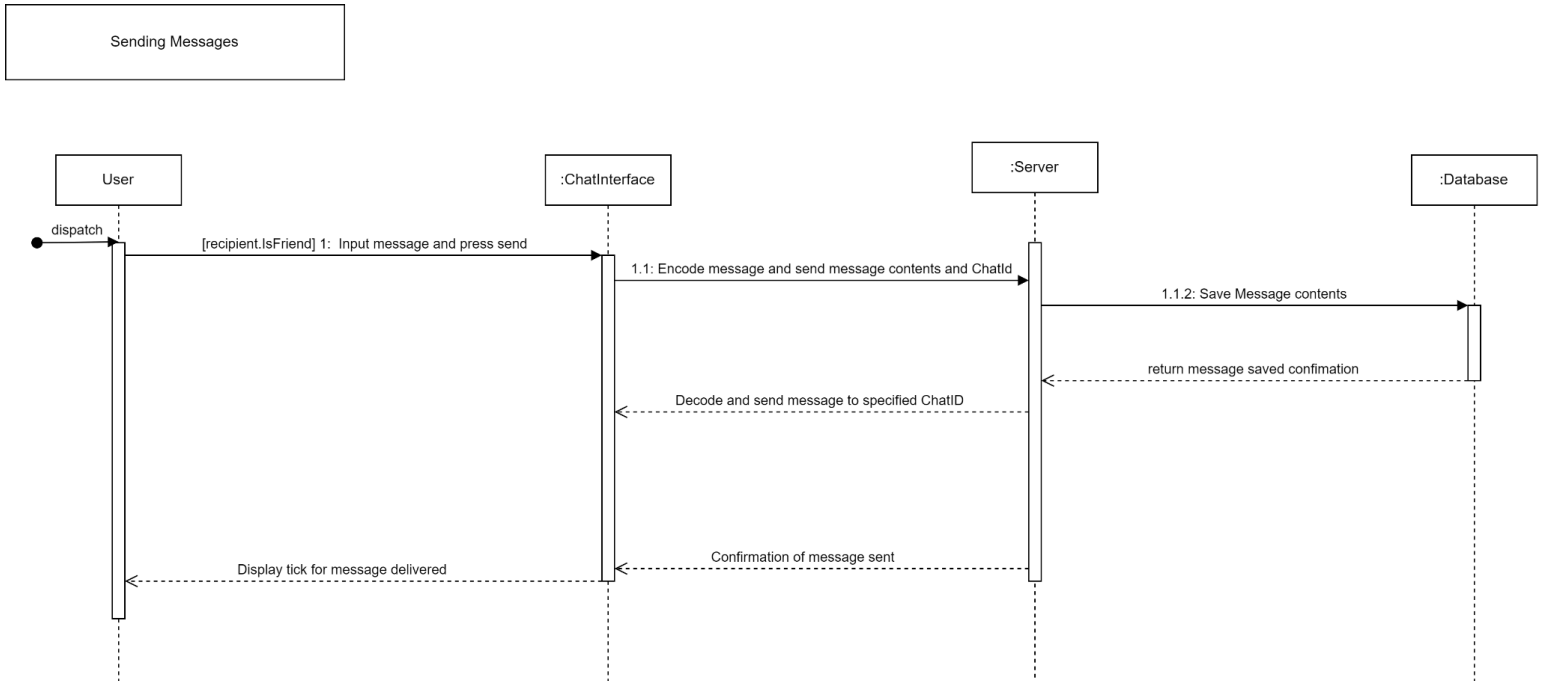 Sending Messages
User
:ChatInterface
:Server
:Database
dispatch
[recipient.IsFriend] 1:  Input message and press send
1.1: Encode message and send message contents and ChatId
1.1.2: Save Message contents
return message saved confimation
Decode and send message to specified ChatID
Confirmation of message sent
Display tick for message delivered